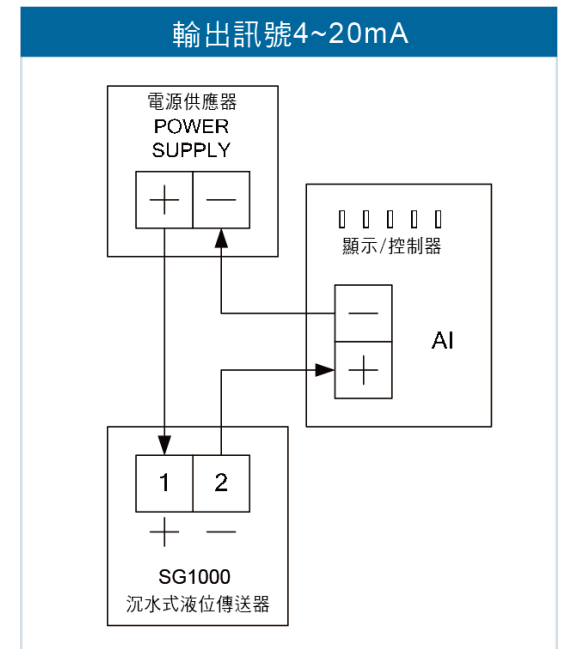 輸出訊號4~20mA
電源供應器
POWER
SUPPLY
+ —
顯示/控制器
—
AI
+
1 2
+ —
SG1000
沉水式液位傳送器